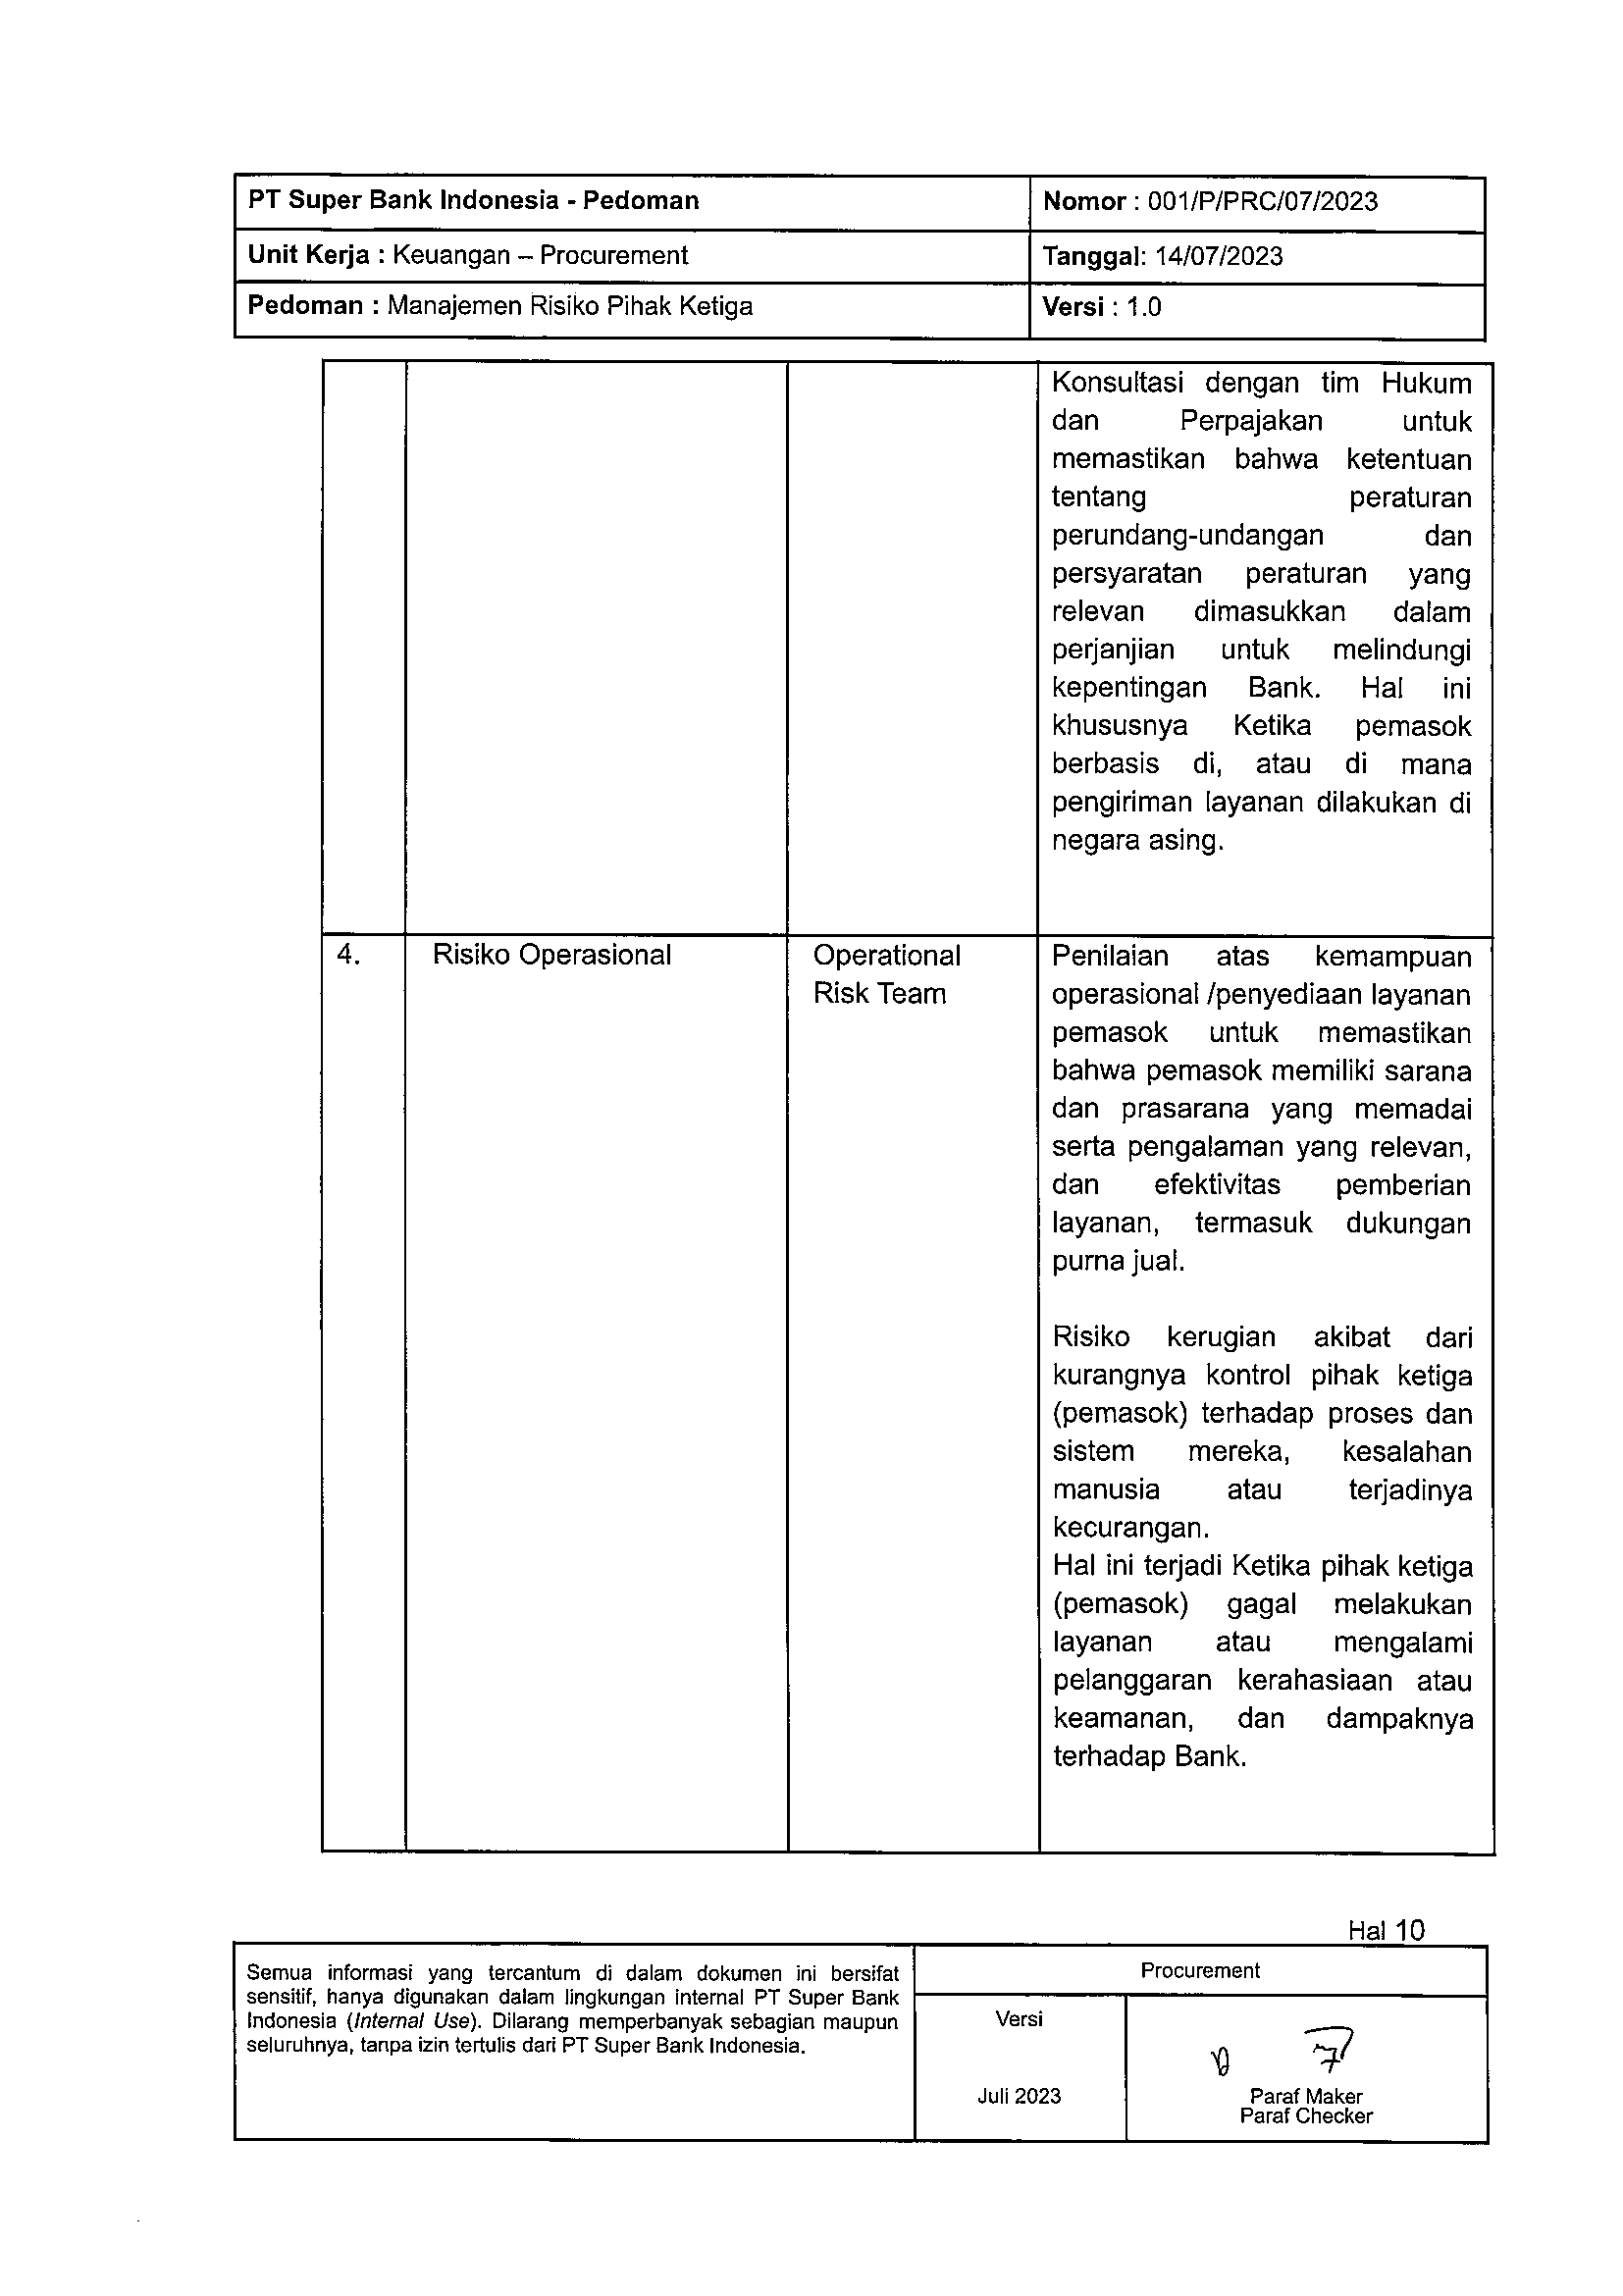 PT Super Bank Indonesia - Pedoman
Nomor : 001/P/PRC/07/2023
Unit Kerja : Keuangan – Procurement
Tanggal: 14/07/2023
Pedoman : Manajemen Risiko Pihak Ketiga
Versi : 1.0
Konsultasi dengan tim Hukum
dan Perpajakan untuk
memastikan bahwa ketentuan
tentang peraturan
perundang-undangan dan
persyaratan peraturan yang
relevan dimasukkan dalam
perjanjian untuk melindungi
kepentingan Bank. Hal ini
khususnya Ketika pemasok
berbasis di, atau di mana
pengiriman layanan dilakukan di
negara asing.
4.
Risiko Operasional
Operational
Risk Team
Penilaian atas kemampuan
operasional /penyediaan layanan
pemasok untuk memastikan
bahwa pemasok memiliki sarana
dan prasarana yang memadai
serta pengalaman yang relevan,
dan efektivitas pemberian
layanan, termasuk dukungan
purna jual.
Risiko kerugian akibat dari
kurangnya kontrol pihak ketiga
(pemasok) terhadap proses dan
sistem mereka, kesalahan
manusia atau terjadinya
kecurangan.
Hal ini terjadi Ketika pihak ketiga
(pemasok) gagal melakukan
layanan atau mengalami
pelanggaran kerahasiaan atau
keamanan, dan dampaknya
terhadap Bank.
Hal 10
Semua informasi yang tercantum di dalam dokumen ini bersifat
sensitif, hanya digunakan dalam lingkungan internal PT Super Bank
Indonesia (Internal Use). Dilarang memperbanyak sebagian maupun
seluruhnya, tanpa izin tertulis dari PT Super Bank Indonesia.
Procurement
Versi
Juli 2023
Paraf Maker
Paraf Checker